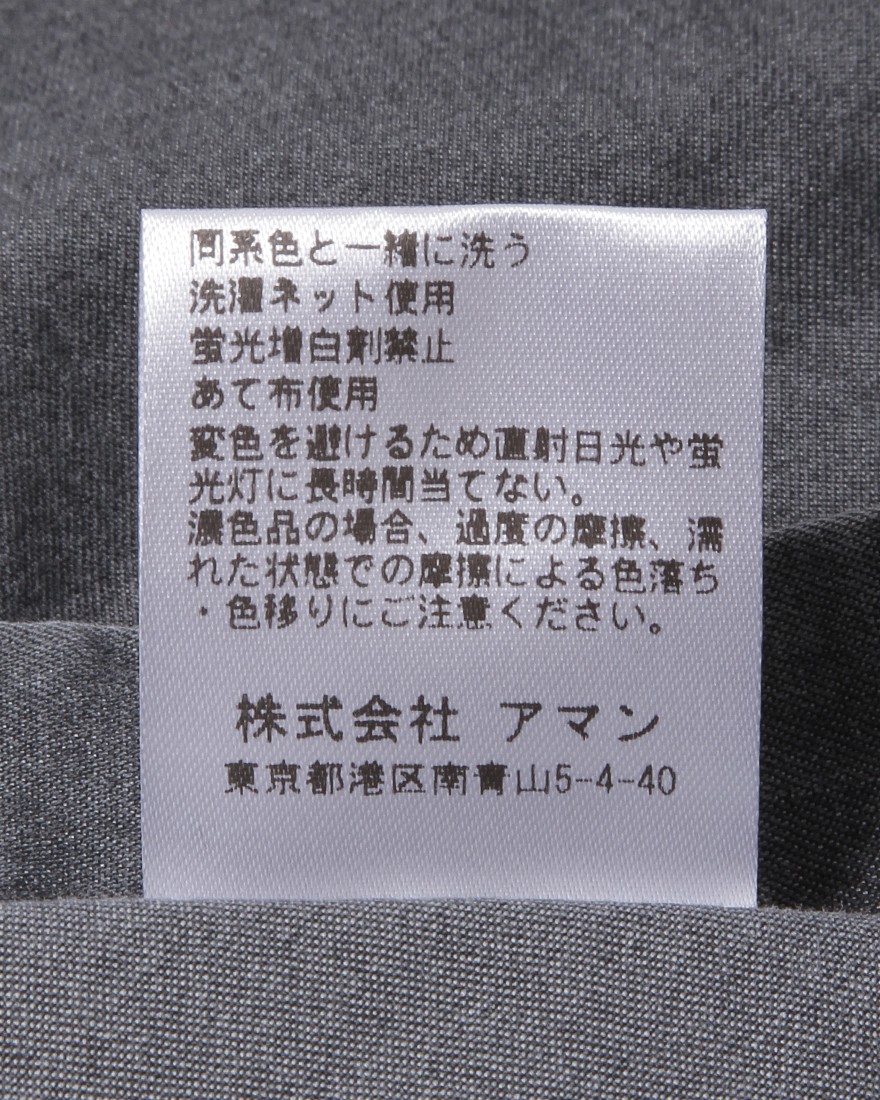 同系色と一緒に洗う
洗濯ネット使用
蛍光増白剤禁止
あて布使用
変色を避けるため直射日光や蛍
光灯に長時間当てない。
濃色品の場合、過度の摩擦、濡
れた状態での摩擦による色落ち
・色移りにご注意ください。
株式会社 アマン
東京都港区南青山5-4-40